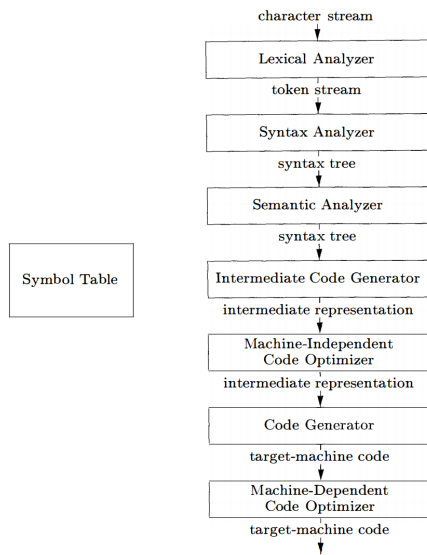 character stream
Lexical Analyzer
token stream
Syntax Analyzer
syntax tree
Semantic Analyzer
syntax tree
Symbol Table
Intermediate Code Generator
intermediate representation
Machine-Independent
Code Optimizer
intermediate representation
Code Generator
target-machine code
Machine-Dependent
Code Optimizer
target-machine code